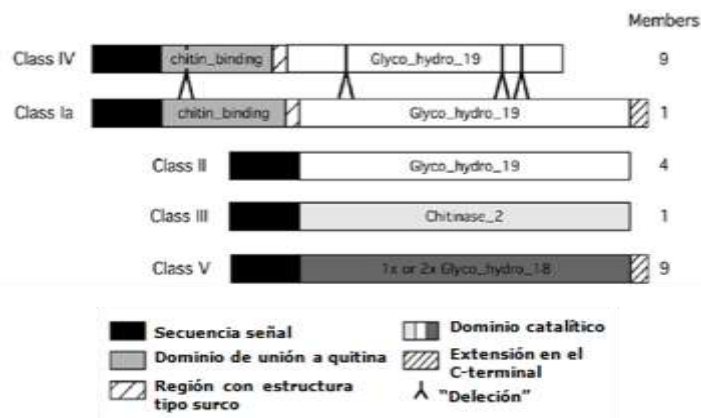 Members
Class IV chitin_binding Glyco_hydro_19 9
Class Ia chitin_binding Glyco_hydro_19 1
Class II Glyco_hydro_19 4
Class III Chitinase_2 1
Class V 1x or 2x Glyco_hydro_18 9
Secuencia señal
Dominio de unión a quitina
Región con estructura
tipo surco
Dominio catalítico
Extensión en el
C-terminal
"Deleción"